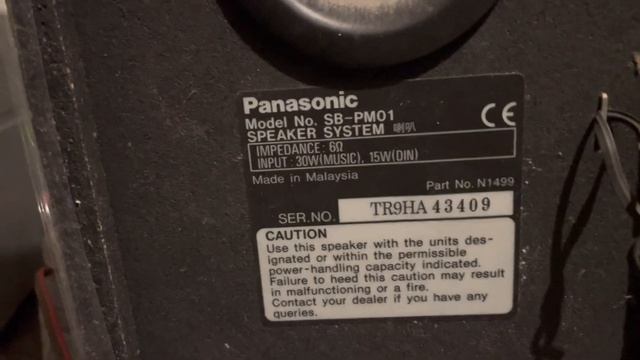 Panasonic
Model No. SB-PM01
SPEAKER SYSTEM 喇叭
CE
IMPEDANCE: 6Ω
INPUT: 30W(MUSIC), 15W(DIN)
Made in Malaysia
Part No. N1499
SER.NO. TR9HA 43409
CAUTION
Use this speaker with the units des-
ignated or within the permissible
power-handling capacity indicated.
Failure to heed this caution may result
in malfunctioning or a fire.
Contact your dealer if you have any
queries.